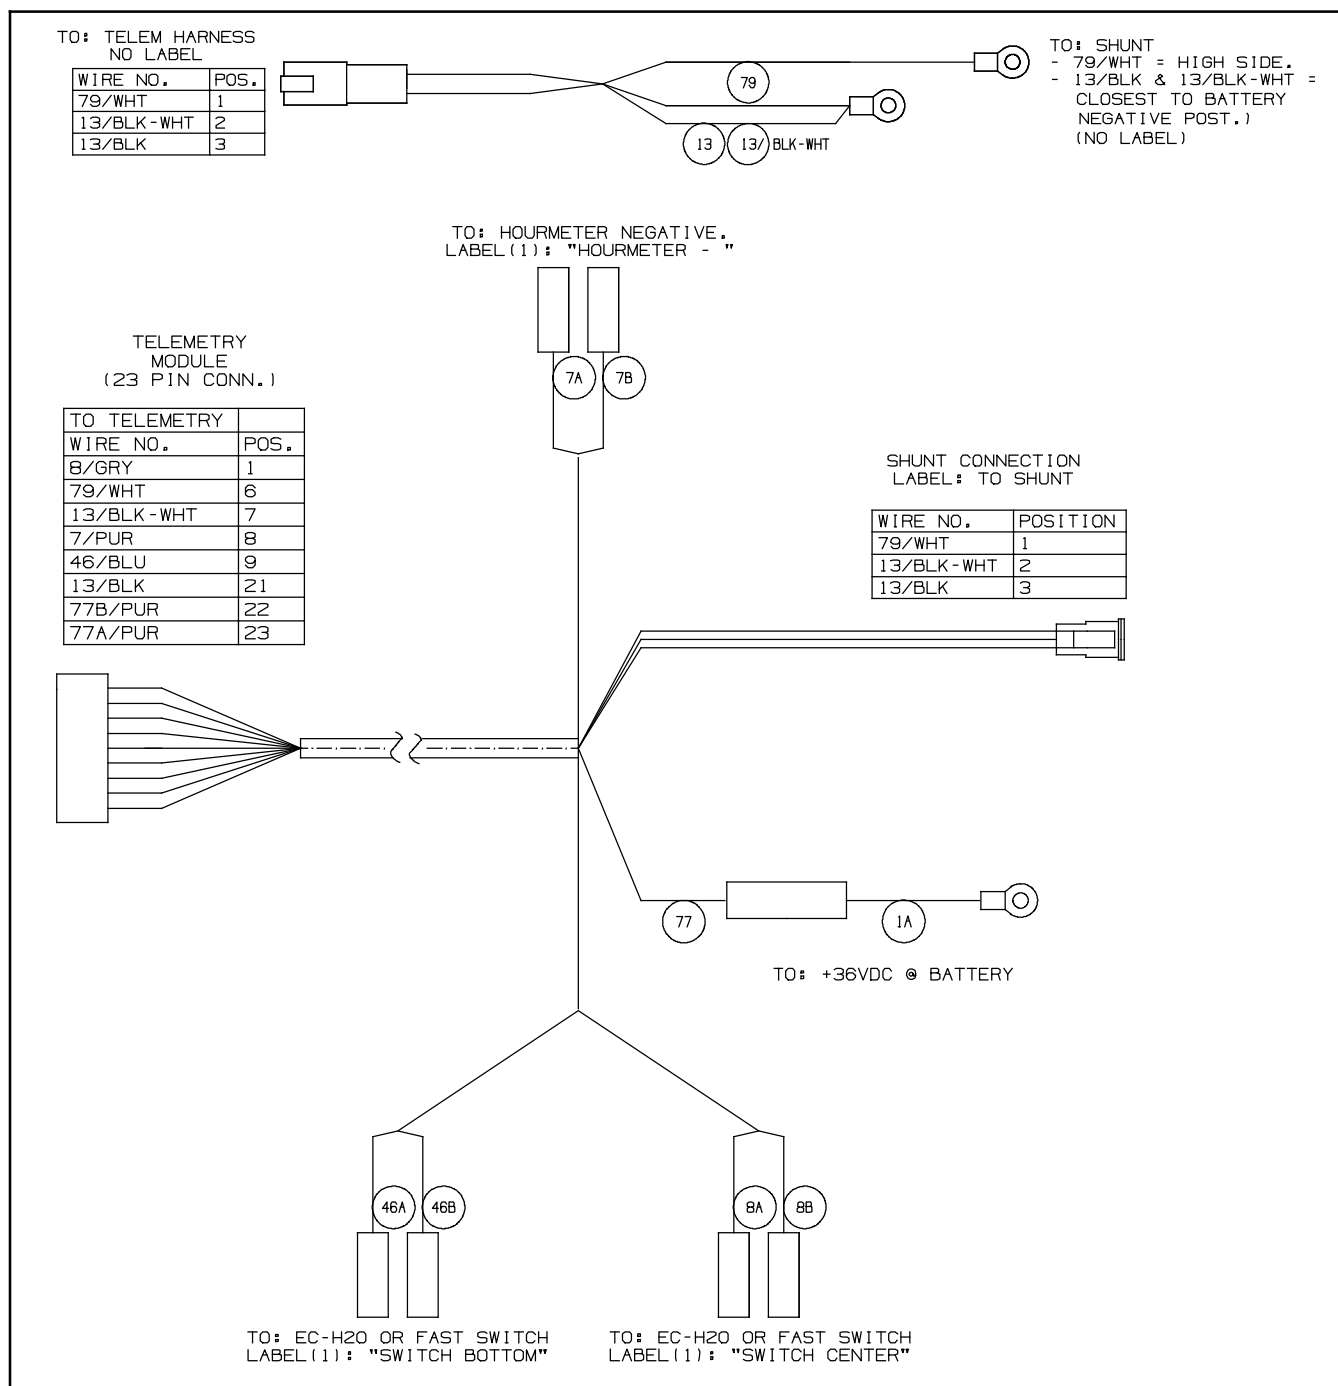 TO: TELEM HARNESS
NO LABEL
WIRE NO. POS.
79/WHT 1
13/BLK-WHT 2
13/BLK 3
79
13 13/ BLK-WHT
TO: SHUNT
- 79/WHT = HIGH SIDE.
- 13/BLK & 13/BLK-WHT =
CLOSEST TO BATTERY
NEGATIVE POST.)
(NO LABEL)
TO: HOURMETER NEGATIVE.
LABEL(1): "HOURMETER - "
7A 7B
TELEMETRY
MODULE
(23 PIN CONN.)
TO TELEMETRY
WIRE NO. POS.
8/GRY 1
79/WHT 6
13/BLK-WHT 7
7/PUR 8
46/BLU 9
13/BLK 21
77B/PUR 22
77A/PUR 23
SHUNT CONNECTION
LABEL: TO SHUNT
WIRE NO. POSITION
79/WHT 1
13/BLK-WHT 2
13/BLK 3
77 1A
TO: +36VDC @ BATTERY
46A 46B
8A 8B
TO: EC-H2O OR FAST SWITCH
LABEL(1): "SWITCH BOTTOM"
TO: EC-H2O OR FAST SWITCH
LABEL(1): "SWITCH CENTER"